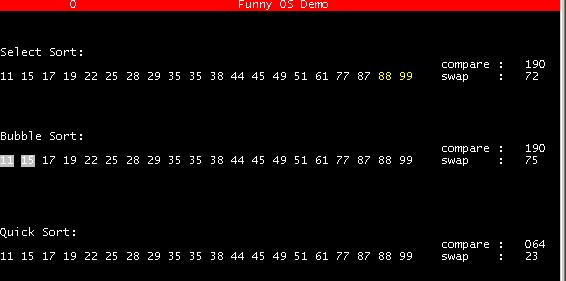 0 Funny OS Demo
Select Sort:
compare : 190
11 15 17 19 22 25 28 29 35 35 38 44 45 49 51 61 77 87 88 99 swap : 72
Bubble Sort:
compare : 190
11 15 17 19 22 25 28 29 35 35 38 44 45 49 51 61 77 87 88 99 swap : 75
Quick Sort:
compare : 064
11 15 17 19 22 25 28 29 35 35 38 44 45 49 51 61 77 87 88 99 swap : 23